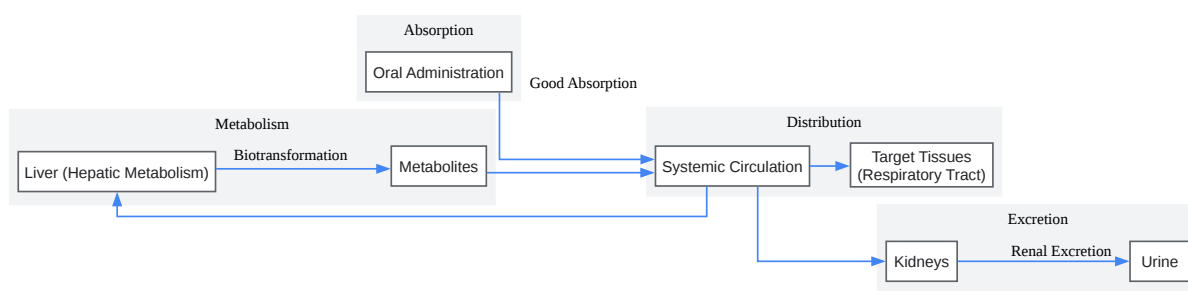 Absorption
Oral Administration
Good Absorption
Metabolism
Liver (Hepatic Metabolism)
Biotransformation
Metabolites
Distribution
Systemic Circulation
Target Tissues
(Respiratory Tract)
Excretion
Kidneys
Renal Excretion
Urine